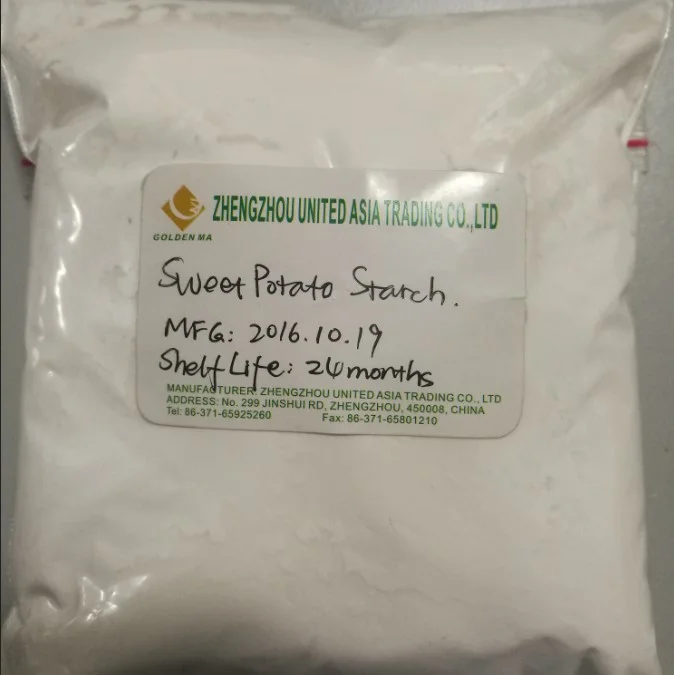 ZHENGZHOU UNITED ASIA TRADING CO.,LTD
GOLDEN MA
Sweet Potato Starch.
MFG: 2016.10.19
Shelf Life: 24months
MANUFACTURER: ZHENGZHOU UNITED ASIA TRADING CO., LTD
ADDRESS: No. 299 JINSHUI RD, ZHENGZHOU, 450008, CHINA
Tel: 86-371-65925260 Fax: 86-371-65801210